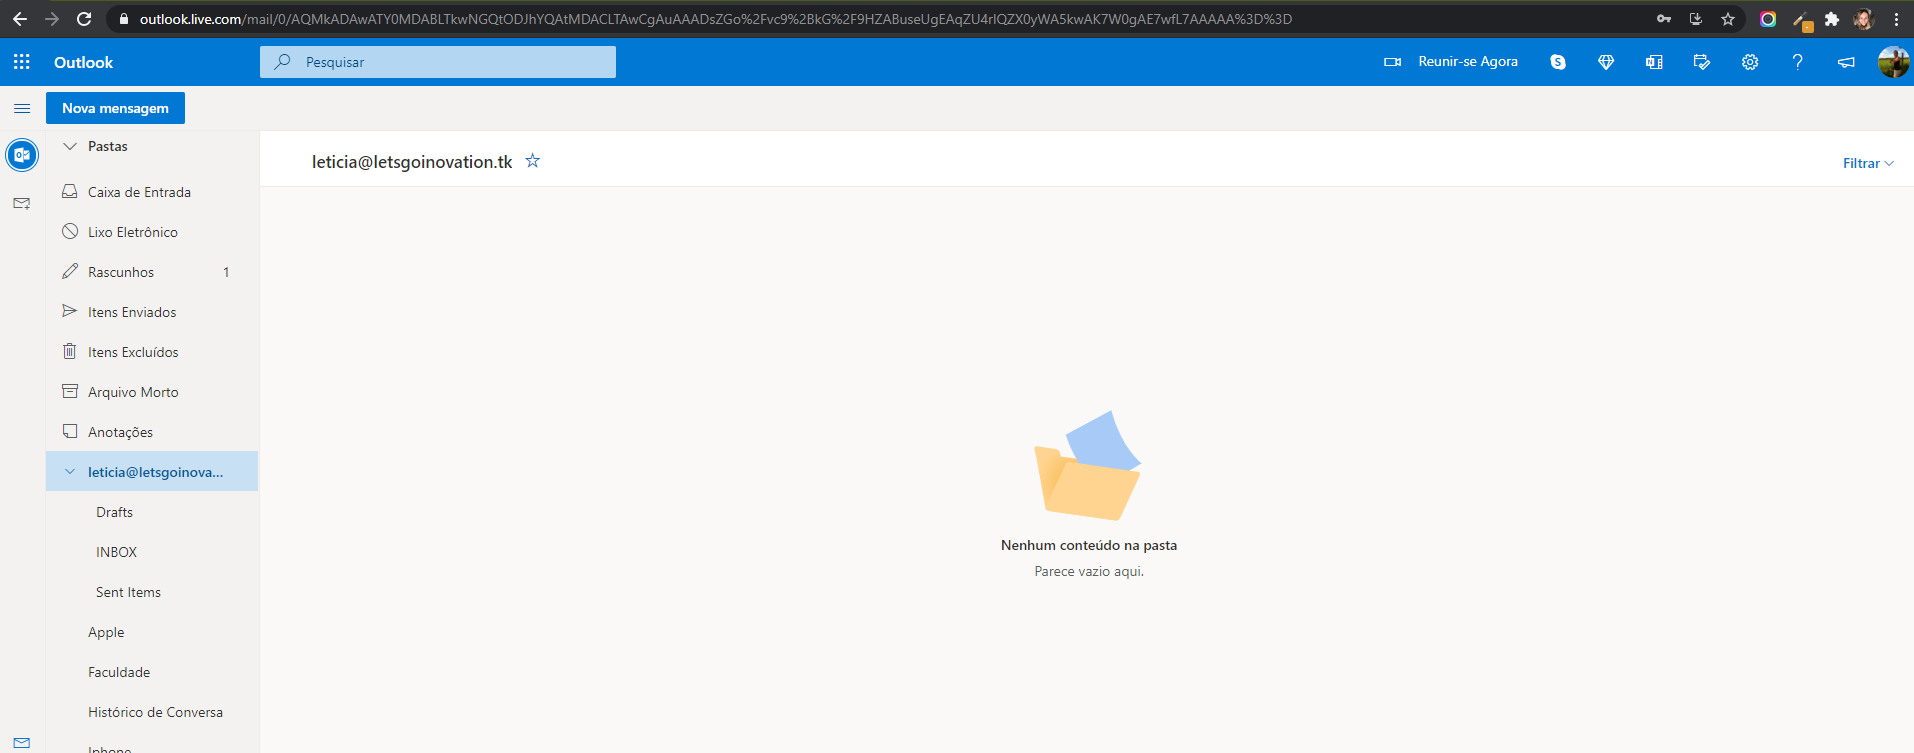 outlook.live.com/mail/0/AQMkADAwATY0MDABLTkwNGQtODJhYQAtMDACLTAwCgAuAAADsZGo%2Fvc9%2BkG%2F9HZABuseUgEAqZU4rIQZX0yWA5kwAK7W0gAE7wfL7AAAAA%3D%3D
Outlook
Pesquisar
Reunir-se Agora
Nova mensagem
Pastas
leticia@letsgoinovation.tk
Filtrar
Caixa de Entrada
Lixo Eletrônico
Rascunhos 1
Itens Enviados
Itens Excluídos
Arquivo Morto
Anotações
leticia@letsgoinova...
Drafts
INBOX
Sent Items
Apple
Faculdade
Histórico de Conversa
Iphone
Nenhum conteúdo na pasta
Parece vazio aqui.